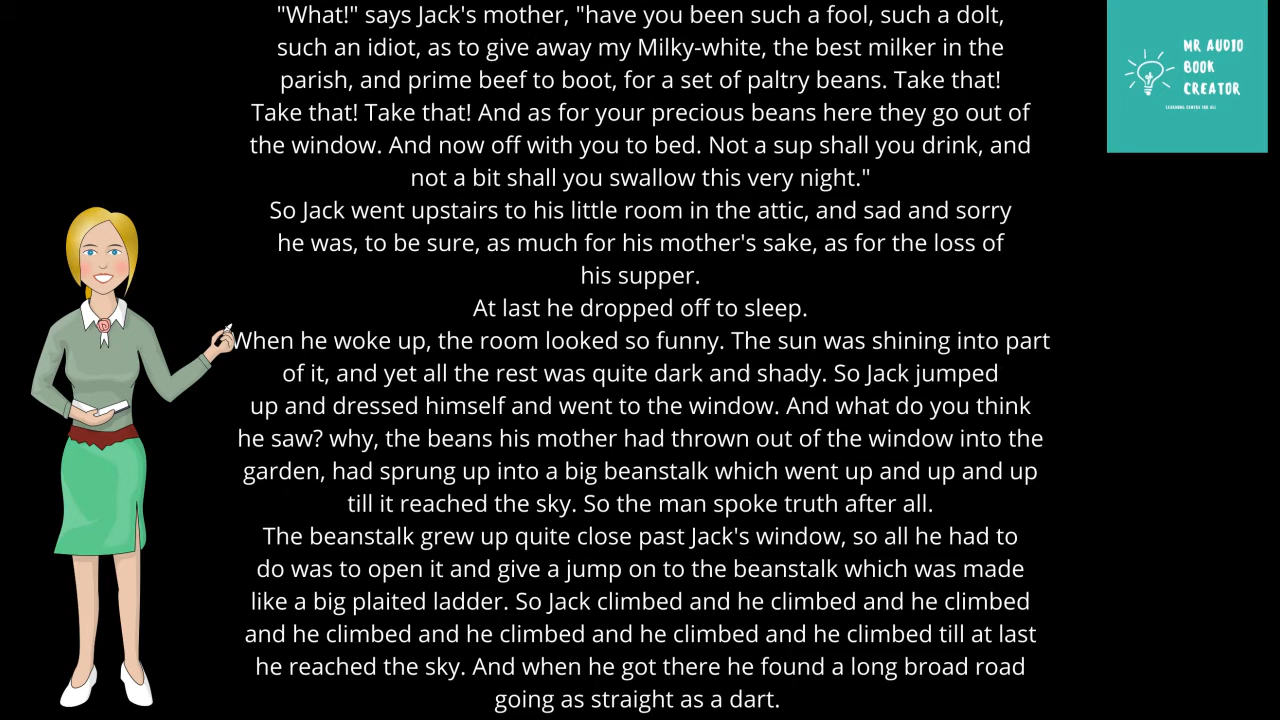 "What!" says Jack's mother, "have you been such a fool, such a dolt,
such an idiot, as to give away my Milky-white, the best milker in the
parish, and prime beef to boot, for a set of paltry beans. Take that!
Take that! Take that! And as for your precious beans here they go out of
the window. And now off with you to bed. Not a sup shall you drink, and
not a bit shall you swallow this very night."
So Jack went upstairs to his little room in the attic, and sad and sorry
he was, to be sure, as much for his mother's sake, as for the loss of
his supper.
At last he dropped off to sleep.
When he woke up, the room looked so funny. The sun was shining into part
of it, and yet all the rest was quite dark and shady. So Jack jumped
up and dressed himself and went to the window. And what do you think
he saw? why, the beans his mother had thrown out of the window into the
garden, had sprung up into a big beanstalk which went up and up and up
till it reached the sky. So the man spoke truth after all.
The beanstalk grew up quite close past Jack's window, so all he had to
do was to open it and give a jump on to the beanstalk which was made
like a big plaited ladder. So Jack climbed and he climbed and he climbed
and he climbed and he climbed and he climbed and he climbed till at last
he reached the sky. And when he got there he found a long broad road
going as straight as a dart.
MR AUDIO
BOOK
CREATOR
LEARNING CENTRE FOR ALL